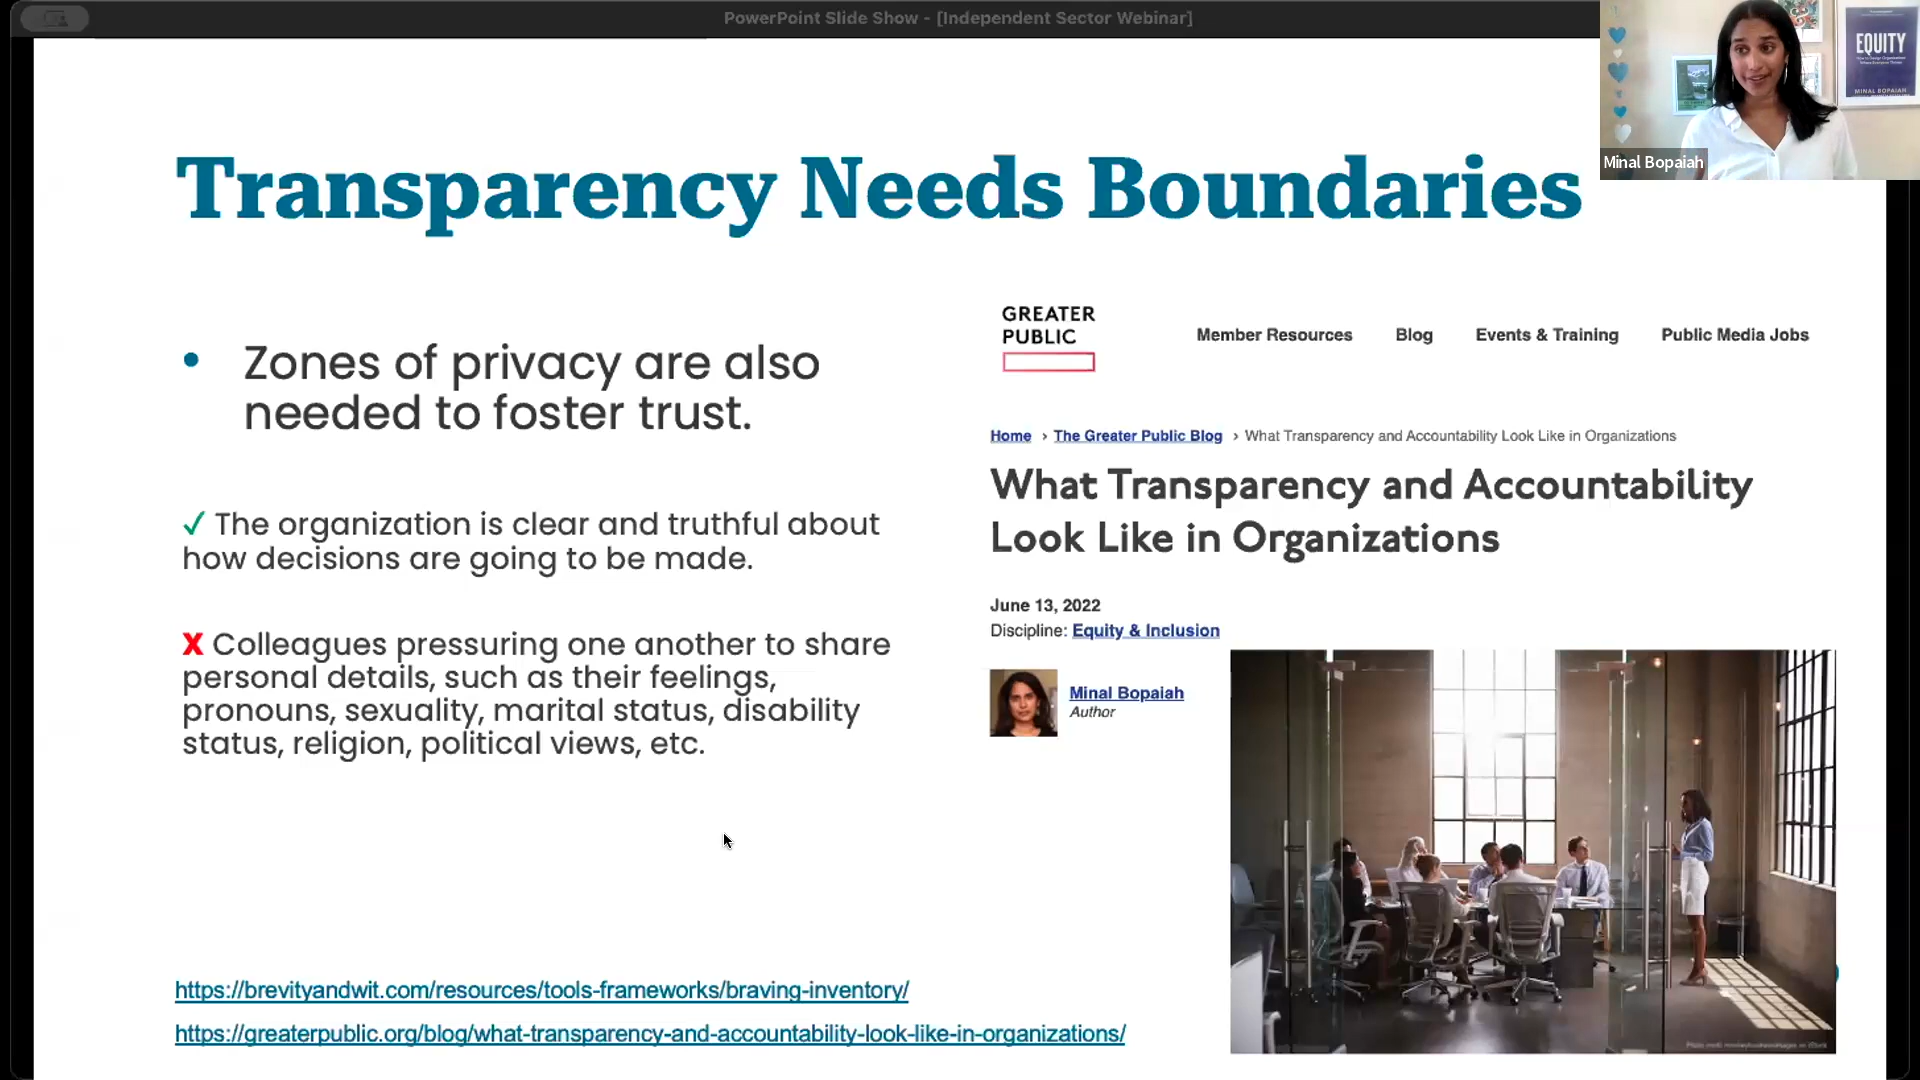 PowerPoint Slide Show - [Independent Sector Webinar]
EQUITY
MINAL BOPAIAH
Minal Bopaiah
Transparency Needs Boundaries
• Zones of privacy are also
needed to foster trust.
✓ The organization is clear and truthful about
how decisions are going to be made.
X Colleagues pressuring one another to share
personal details, such as their feelings,
pronouns, sexuality, marital status, disability
status, religion, political views, etc.
https://brevityandwit.com/resources/tools-frameworks/braving-inventory/
https://greaterpublic.org/blog/what-transparency-and-accountability-look-like-in-organizations/
GREATER
PUBLIC
Member Resources Blog Events & Training Public Media Jobs
Home › The Greater Public Blog › What Transparency and Accountability Look Like in Organizations
What Transparency and Accountability
Look Like in Organizations
June 13, 2022
Discipline: Equity & Inclusion
Minal Bopaiah
Author